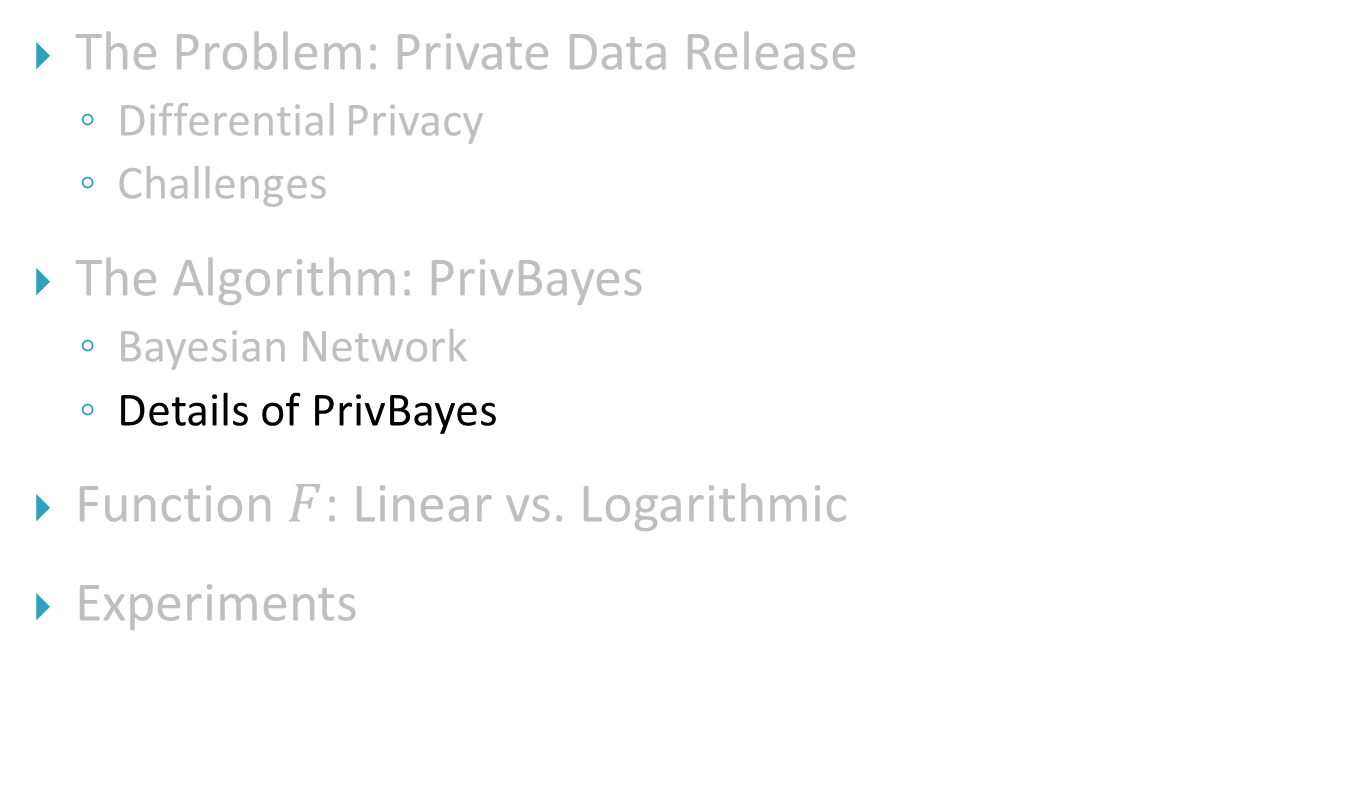 The Problem: Private Data Release
Differential Privacy
Challenges
The Algorithm: PrivBayes
Bayesian Network
Details of PrivBayes
Function F: Linear vs. Logarithmic
Experiments